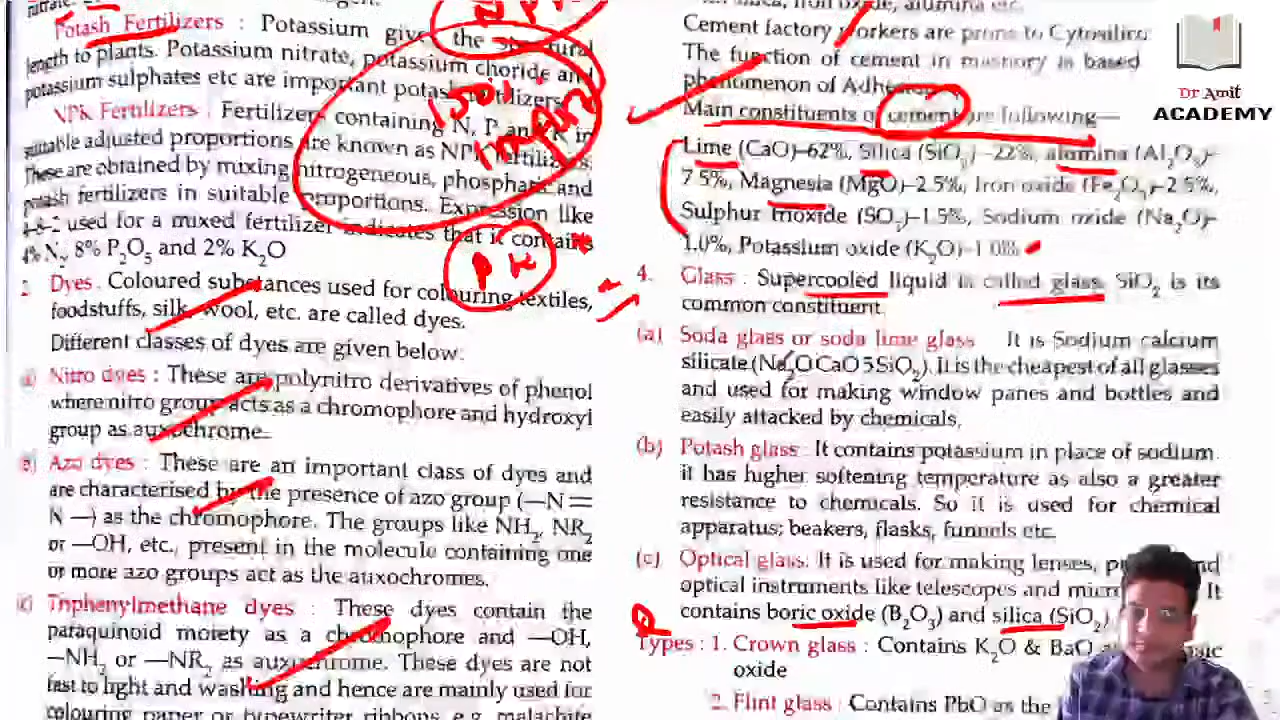 nitrate.
Potash Fertilizers : Potassium give the structural
length to plants. Potassium nitrate, potassium choride and
potassium sulphates etc are important potash fertilizers.
NPK Fertilizers : Fertilizers containing N, P and K in
suitable adjusted proportions are known as NPK fertilizers.
These are obtained by mixing nitrogeneous, phosphatic and
potash fertilizers in suitable proportions. Expression like
4-8-2 used for a mixed fertilizer indicates that it contains
4% N, 8% P₂O₅ and 2% K₂O
Dyes. Coloured substances used for colouring textiles,
foodstuffs, silk, wool, etc. are called dyes.
Different classes of dyes are given below:
Nitro dyes : These are polynitro derivatives of phenol
where nitro group acts as a chromophore and hydroxyl
group as auxochrome.
Azo dyes : These are an important class of dyes and
are characterised by the presence of azo group (—N =
N —) as the chromophore. The groups like NH₂, NR₂
or —OH, etc., present in the molecule containing one
or more azo groups act as the auxochromes.
Triphenylmethane dyes : These dyes contain the
paraquinoid moiety as a chromophore and —OH,
—NH₂ or —NR₂ as auxochrome. These dyes are not
fast to light and washing and hence are mainly used for
colouring paper or typewriter ribbons, e.g. malachite
alumina etc.
Cement factory workers are prone to Cytosilico
The function of cement in masnory is based
phenomenon of
Main constituents of cement are following—
Lime (CaO)–62%, Silica (SiO₂)–22%, alumina (Al₂O₃)–
7.5%, Magnesia (MgO)–2.5%, Iron oxide (Fe₂O₃)–2.5%,
Sulphur trioxide (SO₃)–1.5%, Sodium oxide (Na₂O)–
1.0%, Potassium oxide (K₂O)–1.0%
4. Glass : Supercooled liquid is called glass. SiO₂ is its
common constituent.
(a) Soda glass or soda lime glass It is Sodium calcium
silicate (Na₂O CaO 5SiO₂). It is the cheapest of all glasses
and used for making window panes and bottles and
easily attacked by chemicals.
(b) Potash glass : It contains potassium in place of sodium.
it has higher softening temperature as also a greater
resistance to chemicals. So it is used for chemical
apparatus; beakers, flasks, funnels etc.
(c) Optical glass: It is used for making lenses,
optical instruments like telescopes and It
contains boric oxide (B₂O₃) and silica (SiO₂)
Types : 1. Crown glass : Contains K₂O & BaO
oxide
2. Flint glass : Contains PbO as the
Dr Amit
ACADEMY
P K